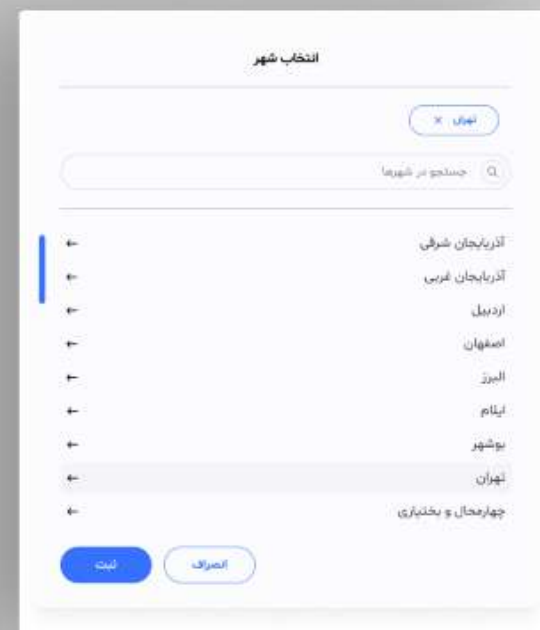 انتخاب شهر
تهران ×
جستجو در شهرها
آذربایجان شرقی ←
آذربایجان غربی ←
اردبیل ←
اصفهان ←
البرز ←
ایلام ←
بوشهر ←
تهران ←
چهارمحال و بختیاری ←
انصراف ثبت